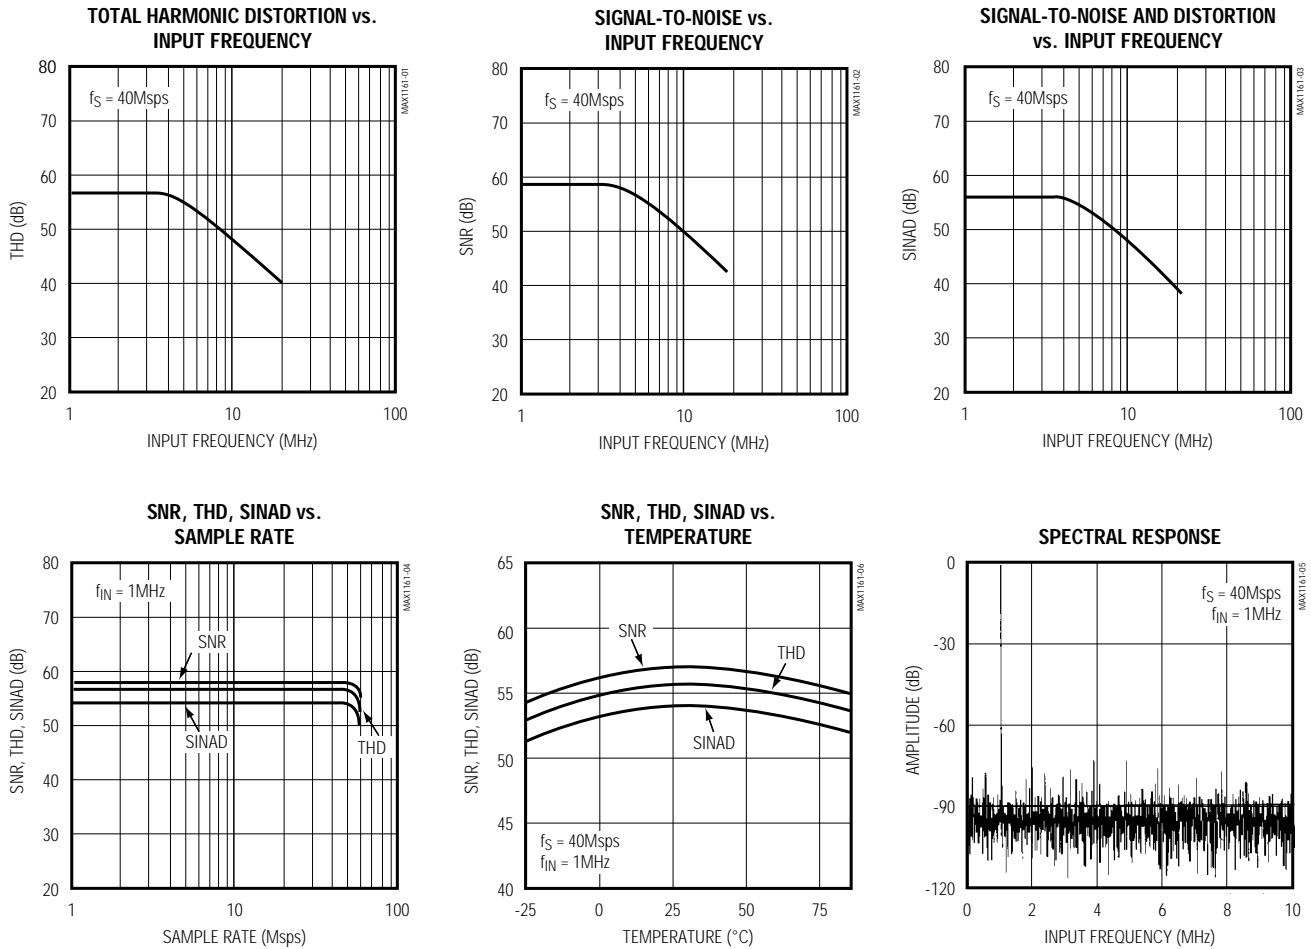 TOTAL HARMONIC DISTORTION vs.
INPUT FREQUENCY
80
70
60
50
40
30
20
THD (dB)
fS = 40Msps
MAX1161-01
1
10
100
INPUT FREQUENCY (MHz)
SIGNAL-TO-NOISE vs.
INPUT FREQUENCY
80
70
60
50
40
30
20
SNR (dB)
fS = 40Msps
MAX1161-02
1
10
100
INPUT FREQUENCY (MHz)
SIGNAL-TO-NOISE AND DISTORTION
vs. INPUT FREQUENCY
80
70
60
50
40
30
20
SINAD (dB)
fS = 40Msps
MAX1161-03
1
10
100
INPUT FREQUENCY (MHz)
SNR, THD, SINAD vs.
SAMPLE RATE
80
70
60
50
40
30
20
SNR, THD, SINAD (dB)
fIN = 1MHz
SNR
SINAD
THD
MAX1161-04
1
10
100
SAMPLE RATE (Msps)
SNR, THD, SINAD vs.
TEMPERATURE
65
60
55
50
45
40
SNR, THD, SINAD (dB)
SNR
THD
SINAD
fS = 40Msps
fIN = 1MHz
MAX1161-06
-25
0
25
50
75
TEMPERATURE (°C)
SPECTRAL RESPONSE
0
-30
-60
-90
-120
AMPLITUDE (dB)
fS = 40Msps
fIN = 1MHz
MAX1161-05
0
2
4
6
8
10
INPUT FREQUENCY (MHz)